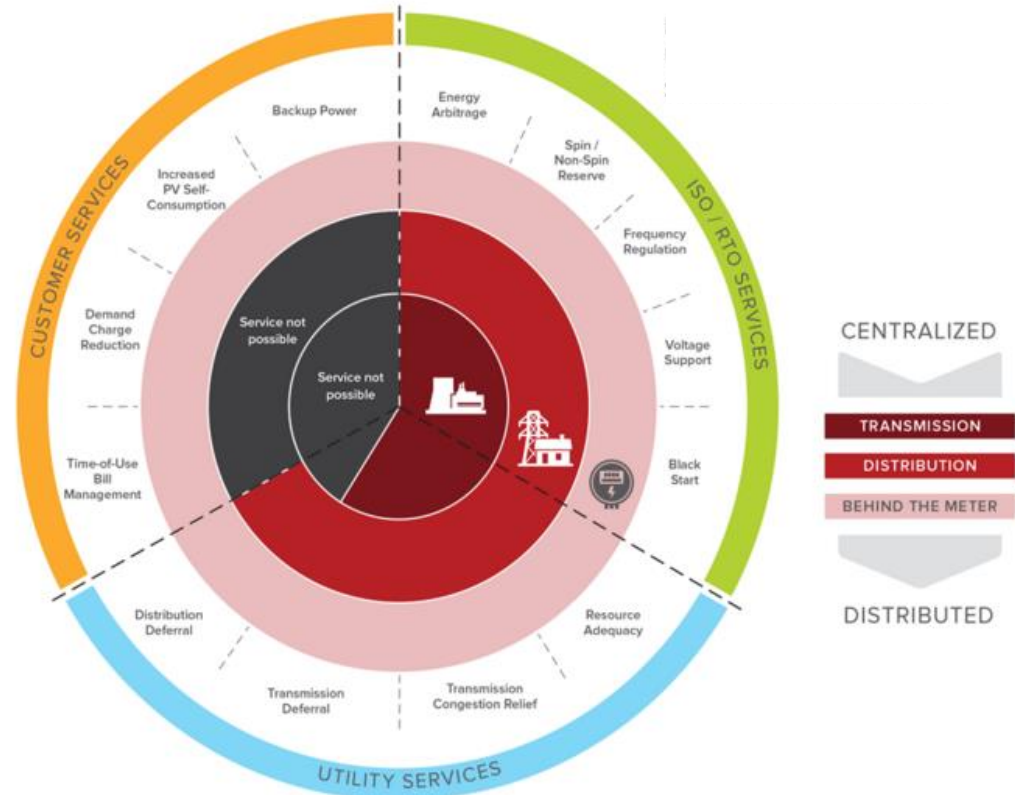 CUSTOMER SERVICES
Backup Power
Increased
PV Self-
Consumption
Demand
Charge
Reduction
Time-of-Use
Bill
Management
ISO / RTO SERVICES
Energy
Arbitrage
Spin /
Non-Spin
Reserve
Frequency
Regulation
Voltage
Support
Black
Start
UTILITY SERVICES
Resource
Adequacy
Transmission
Congestion Relief
Transmission
Deferral
Distribution
Deferral
Service not
possible
Service not
possible
CENTRALIZED
TRANSMISSION
DISTRIBUTION
BEHIND THE METER
DISTRIBUTED